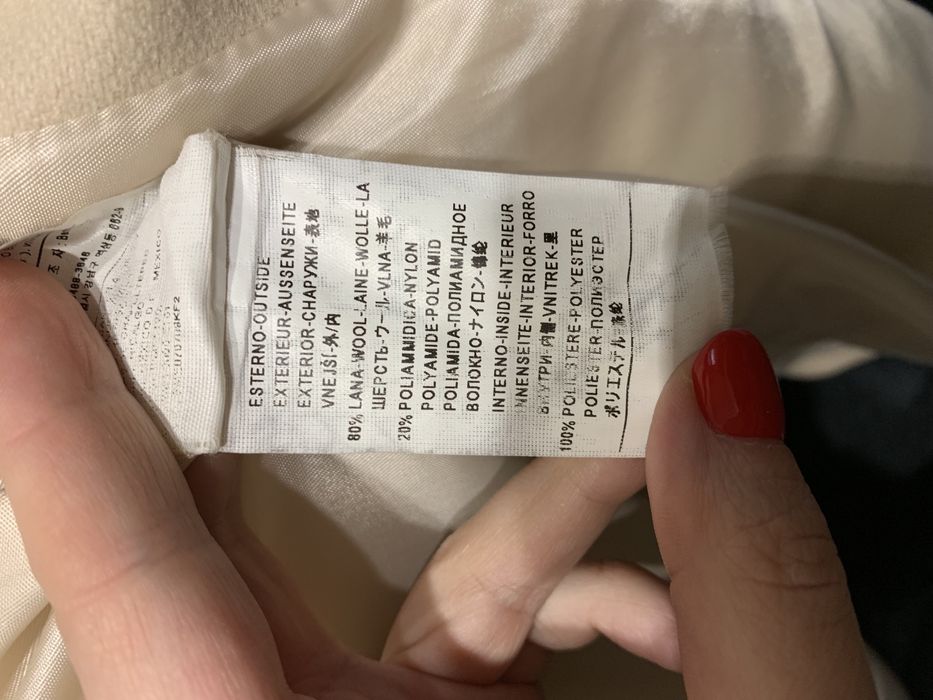 ESTERNO-OUTSIDE
EXTERIEUR-AUSSENSEITE
EXTERIOR-СНАРУЖИ-表地
VNEJŠÍ-外/内
80% LANA-WOOL-LAINE-WOLLE-LA
ШЕРСТЬ-ウール-VLNA-羊毛
20% POLIAMMIDICA-NYLON
POLYAMIDE-POLYAMID
POLIAMIDA-ПОЛИАМИДНОЕ
ВОЛОКНО-ナイロン-锦纶
INTERNO-INSIDE-INTERIEUR
INNENSEITE-INTERIOR-FORRO
ВНУТРИ-内側-VNITREK-里
100% POLIESTERE-POLYESTER
POLIESTER-ПОЛИЭСТЕР
ポリエステル-涤纶
MEXICO